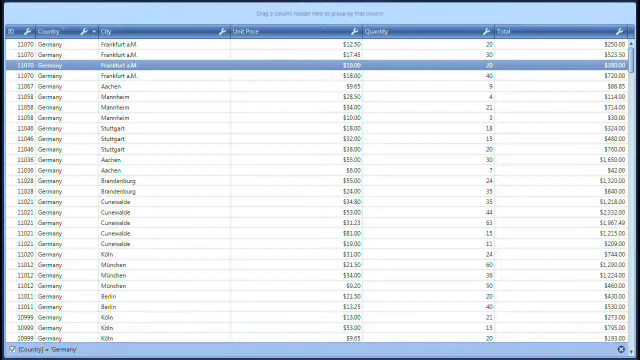 Drag a column header here to group by that column
ID Country City Unit Price Quantity Total
11070 Germany Frankfurt a.M. $12.50 20 $250.00
11070 Germany Frankfurt a.M. $17.45 30 $523.50
11070 Germany Frankfurt a.M. $19.00 20 $380.00
11070 Germany Frankfurt a.M. $18.00 40 $720.00
11067 Germany Aachen $9.65 9 $86.85
11058 Germany Mannheim $28.50 4 $114.00
11058 Germany Mannheim $34.00 21 $714.00
11058 Germany Mannheim $10.00 3 $30.00
11046 Germany Stuttgart $18.00 18 $324.00
11046 Germany Stuttgart $32.00 15 $480.00
11046 Germany Stuttgart $38.00 20 $760.00
11036 Germany Aachen $55.00 30 $1,650.00
11036 Germany Aachen $6.00 7 $42.00
11028 Germany Brandenburg $55.00 24 $1,320.00
11028 Germany Brandenburg $24.00 35 $840.00
11021 Germany Cunewalde $34.80 35 $1,218.00
11021 Germany Cunewalde $53.00 44 $2,332.00
11021 Germany Cunewalde $31.23 63 $1,967.49
11021 Germany Cunewalde $81.00 15 $1,215.00
11021 Germany Cunewalde $19.00 11 $209.00
11020 Germany Köln $31.00 24 $744.00
11012 Germany München $21.50 60 $1,290.00
11012 Germany München $34.00 36 $1,224.00
11012 Germany München $9.20 50 $460.00
11011 Germany Berlin $21.50 20 $430.00
11011 Germany Berlin $13.25 40 $530.00
10999 Germany Köln $13.00 21 $273.00
10999 Germany Köln $53.00 15 $795.00
10999 Germany Köln $9.65 20 $193.00
[Country] = 'Germany'